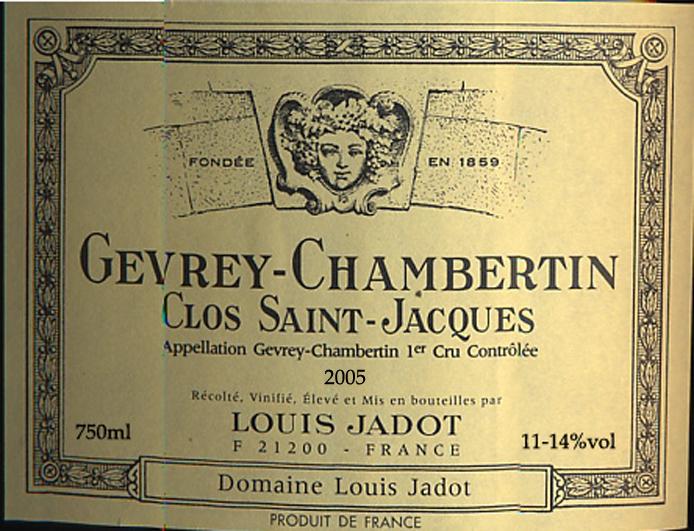 FONDÉE EN 1859
GEVREY-CHAMBERTIN
CLOS SAINT-JACQUES
Appellation Gevrey-Chambertin 1er Cru Contrôlée
2005
Récolté, Vinifié, Élevé et Mis en bouteilles par
750ml LOUIS JADOT 11-14%vol
F 21200 - FRANCE
Domaine Louis Jadot
PRODUIT DE FRANCE